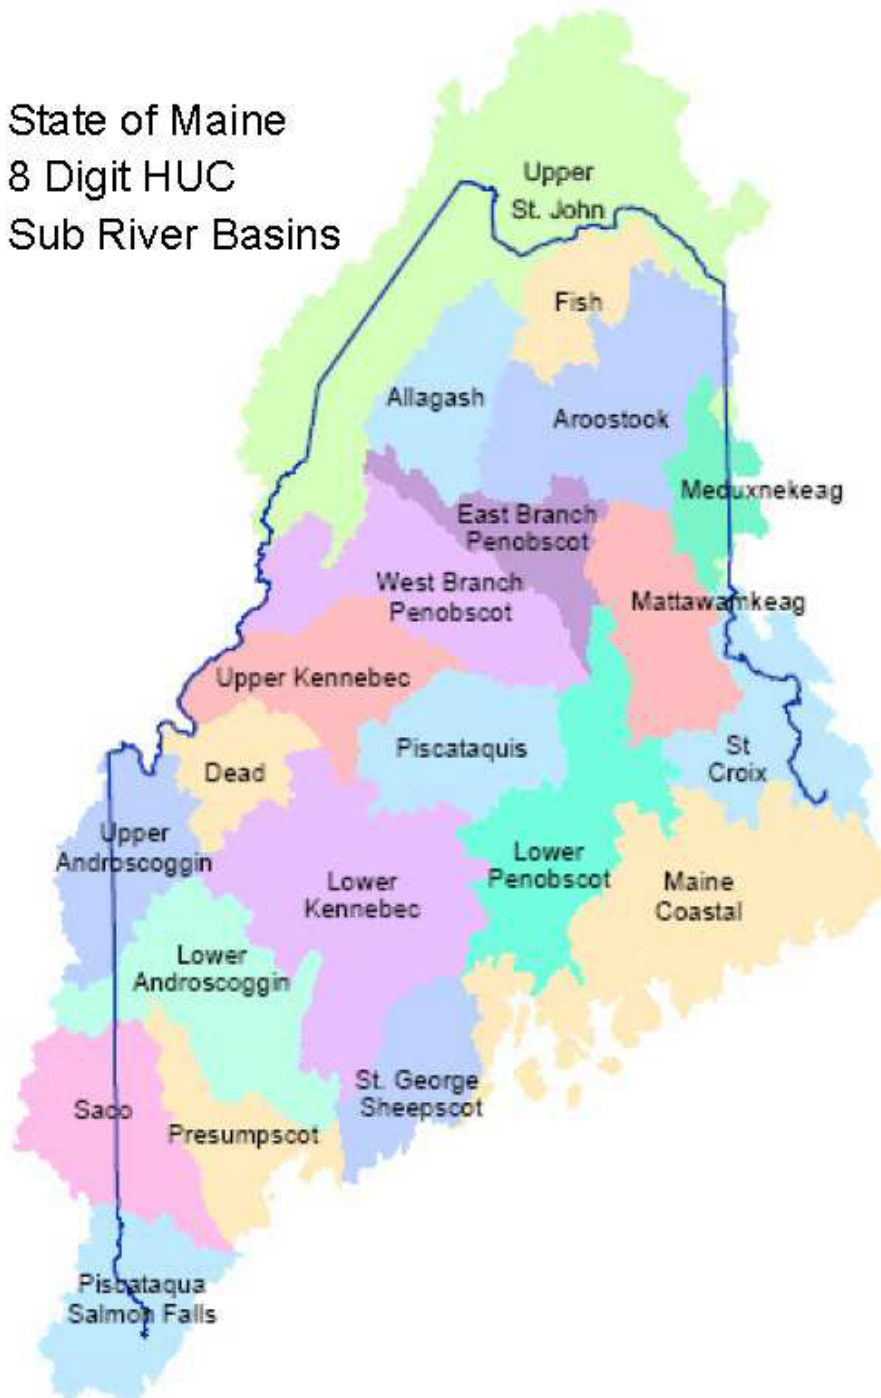 State of Maine
8 Digit HUC
Sub River Basins
Upper
St. John
Fish
Allagash
Aroostook
Meduxnekeag
East Branch
Penobscot
West Branch
Penobscot
Mattawamkeag
Upper Kennebec
Piscataquis
St
Croix
Dead
Upper
Androscoggin
Lower
Kennebec
Lower
Penobscot
Maine
Coastal
Lower
Androscoggin
St. George
Sheepscot
Saco
Presumpscot
Piscataqua
Salmon Falls